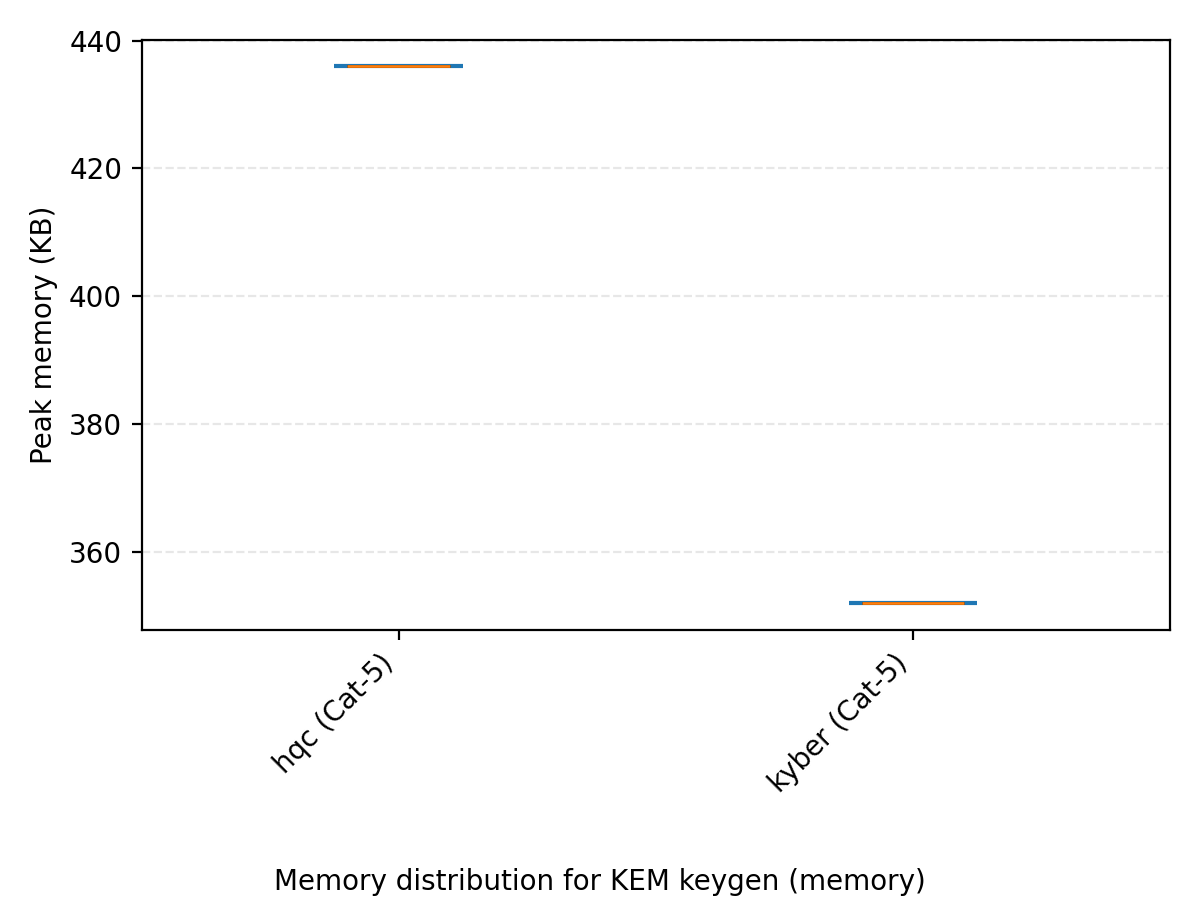 440
420
400
380
360
Peak memory (KB)
hqc (Cat-5)
kyber (Cat-5)
Memory distribution for KEM keygen (memory)